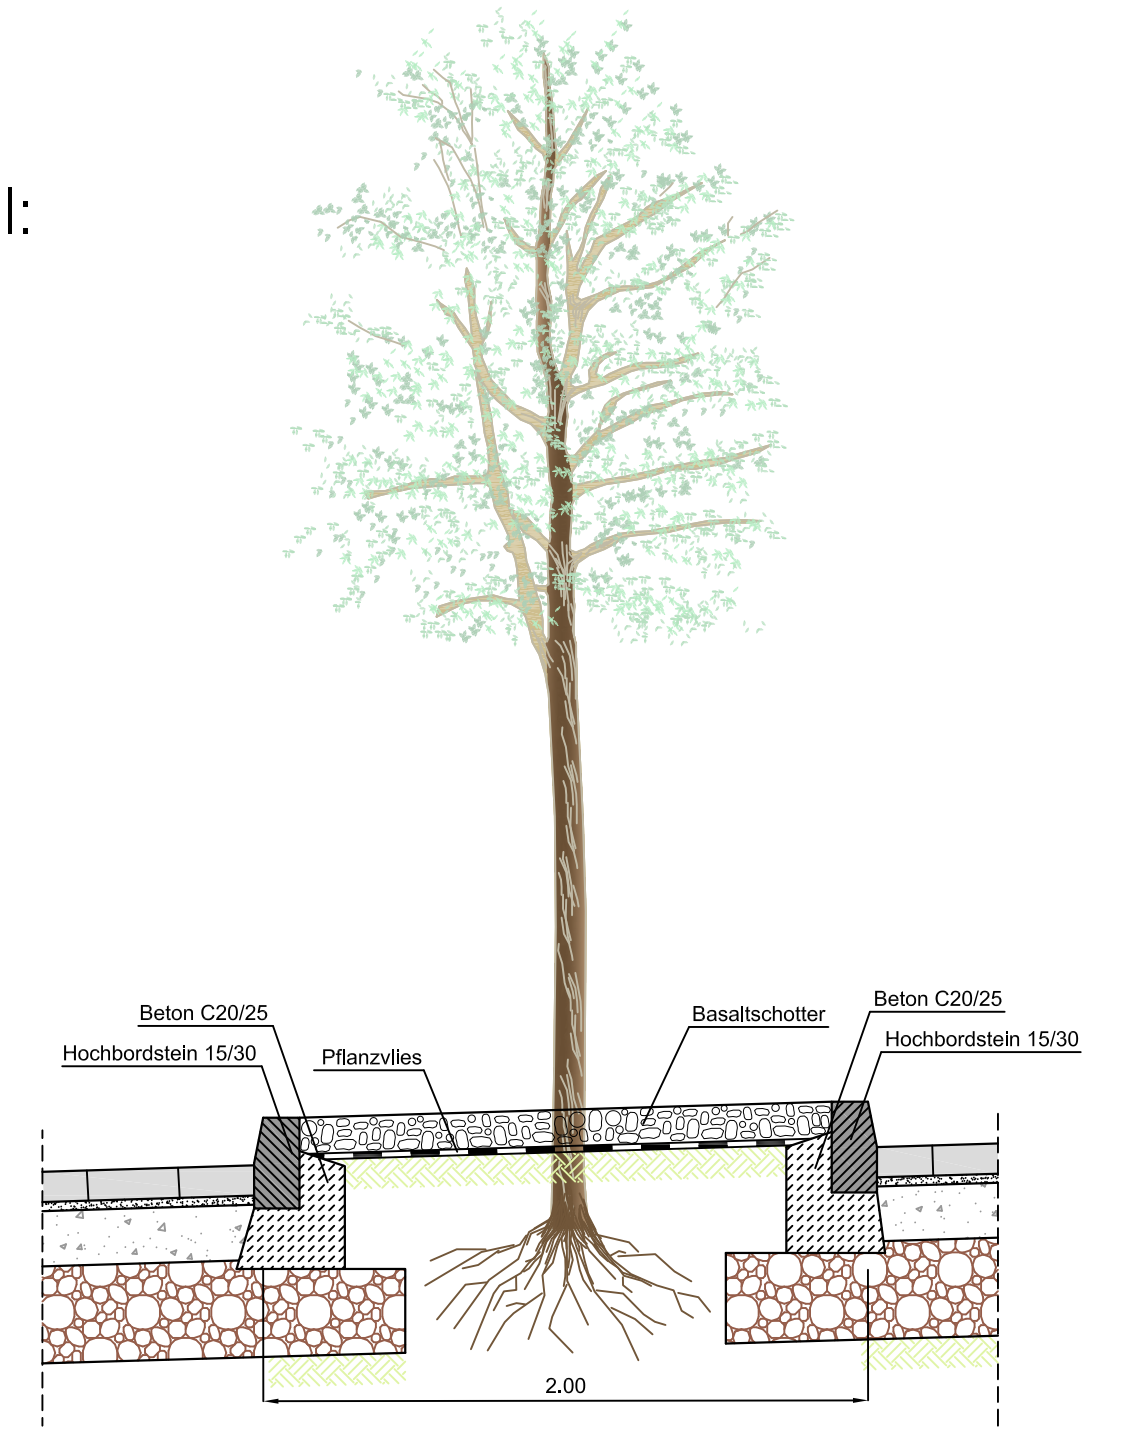 l:
Beton C20/25
Beton C20/25
Basaltschotter
Hochbordstein 15/30
Hochbordstein 15/30
Pflanzvlies
2.00